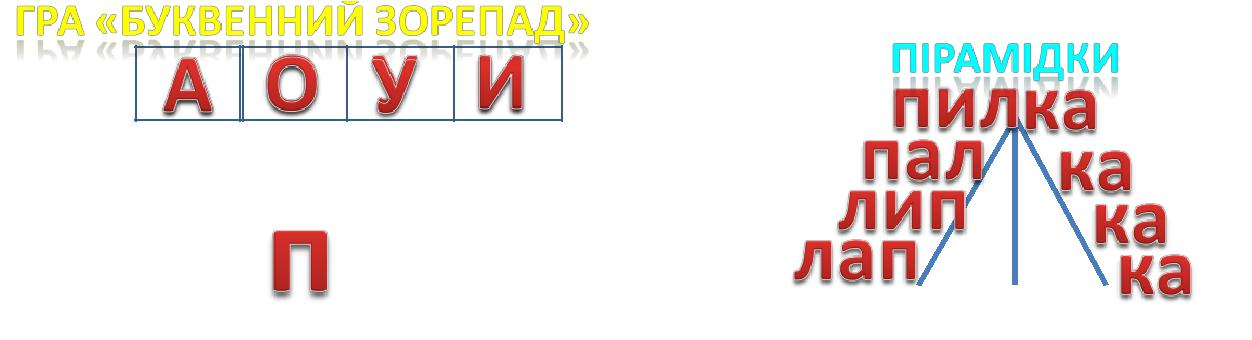 ГРА «БУКВЕННИЙ ЗОРЕПАД»
А О У И
П
ПІРАМІДКИ
пилка
пал ка
лип ка
лап ка